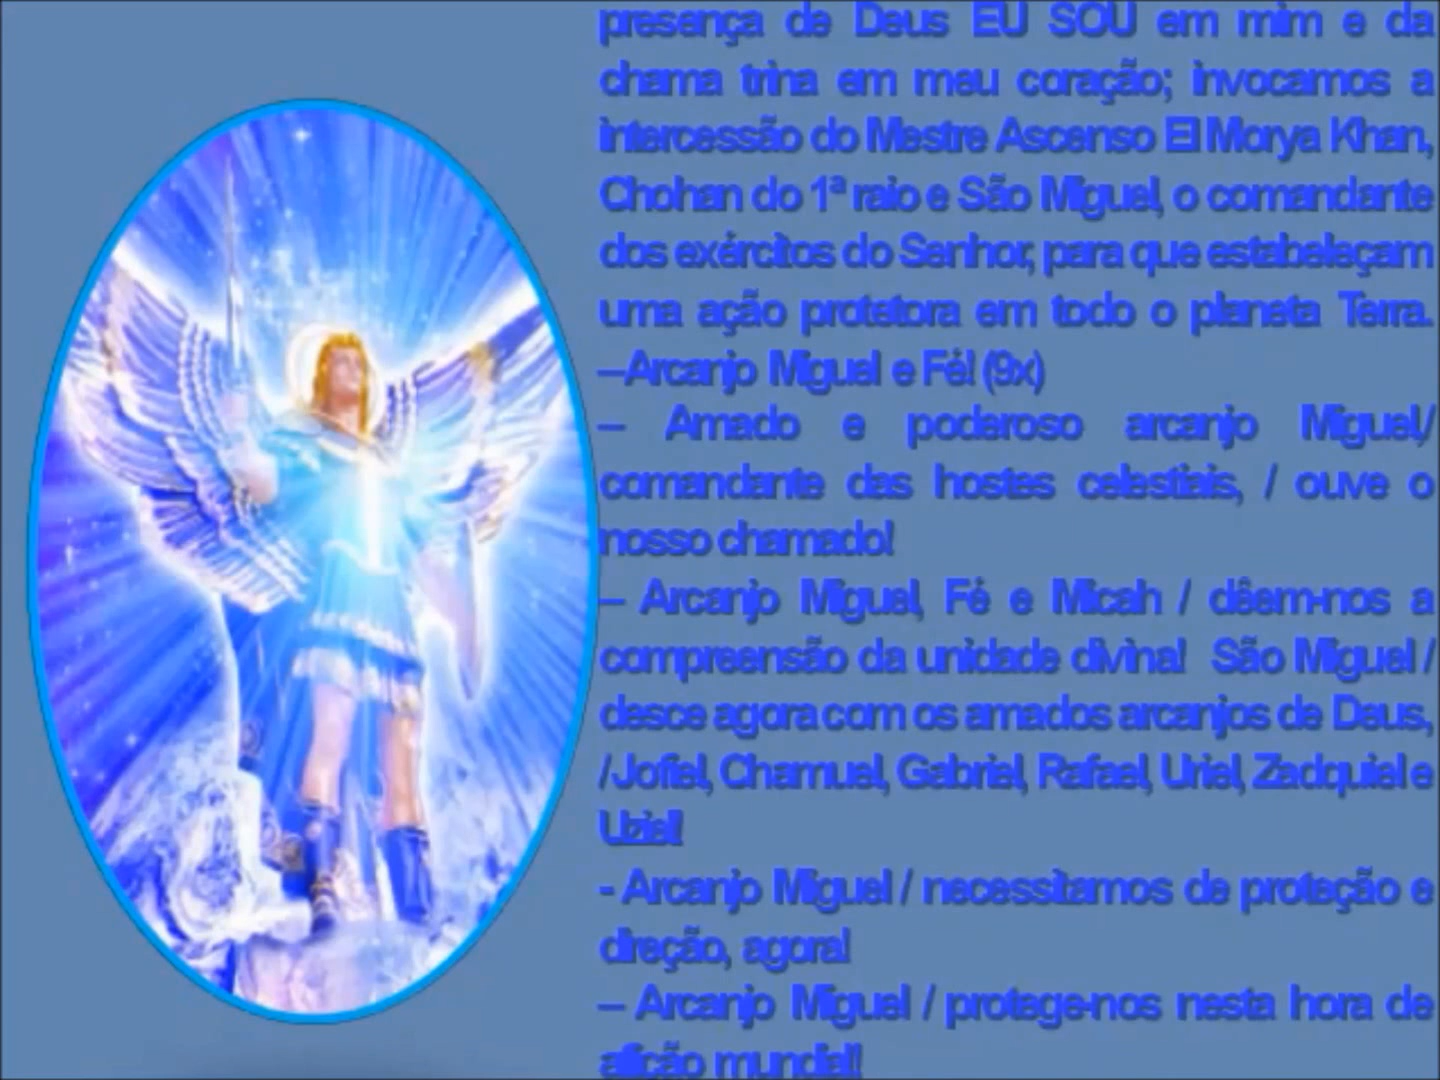 presença de Deus EU SOU em mim e da
chama trina em meu coração; invocamos a
intercessão do Mestre Ascenso El Morya Khan,
Chohan do 1ª raio e São Miguel, o comandante
dos exércitos do Senhor, para que estabeleçam
uma ação protetora em todo o planeta Terra.
–Arcanjo Miguel e Fé! (9x)
– Amado e poderoso arcanjo Miguel/
comandante das hostes celestiais, / ouve o
nosso chamado!
– Arcanjo Miguel, Fé e Micah / dêem-nos a
compreensão da unidade divina! São Miguel /
desce agora com os amados arcanjos de Deus,
/ Jofiel, Chamuel, Gabriel, Rafael, Uriel, Zadquiel e
Uziel!
- Arcanjo Miguel / necessitamos de proteção e
direção, agora!
– Arcanjo Miguel / protege-nos nesta hora de
aflição mundial!